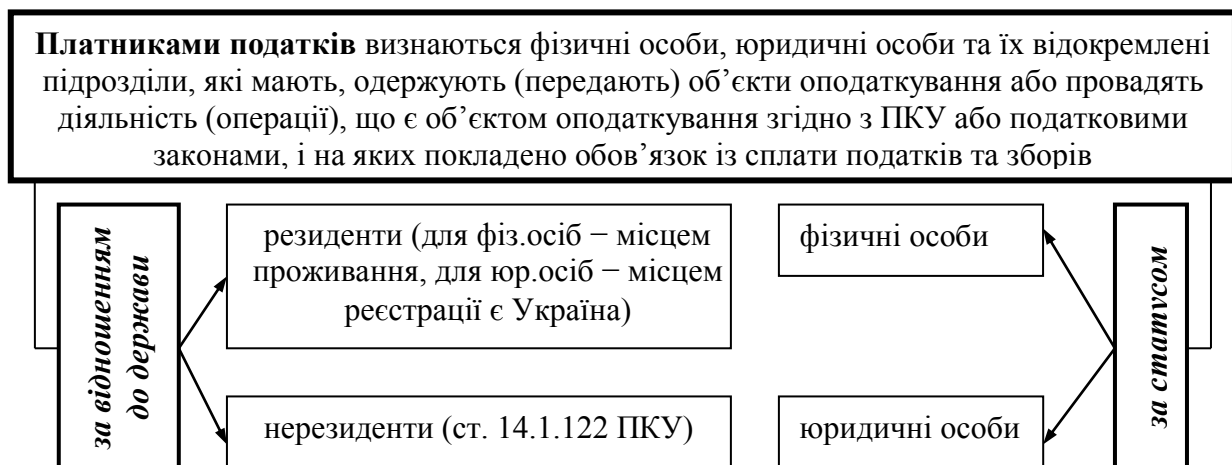 Платниками податків визнаються фізичні особи, юридичні особи та їх відокремлені
підрозділи, які мають, одержують (передають) об’єкти оподаткування або провадять
діяльність (операції), що є об’єктом оподаткування згідно з ПКУ або податковими
законами, і на яких покладено обов’язок із сплати податків та зборів
за відношенням
до держави
резиденти (для фіз.осіб − місцем
проживання, для юр.осіб − місцем
реєстрації є Україна)
нерезиденти (ст. 14.1.122 ПКУ)
фізичні особи
юридичні особи
за статусом